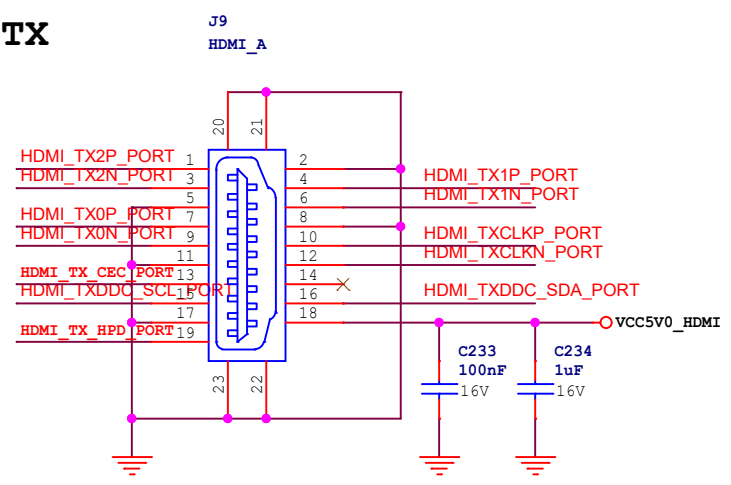 TX
J9
HDMI_A
20
21
HDMI_TX2P_PORT 1
2
HDMI_TX2N_PORT 3
4 HDMI_TX1P_PORT
5
6 HDMI_TX1N_PORT
HDMI_TX0P_PORT 7
8
HDMI_TX0N_PORT 9
10 HDMI_TXCLKP_PORT
11
12 HDMI_TXCLKN_PORT
HDMI_TX_CEC_PORT 13
14
HDMI_TXDDC_SCL_PORT 15
16 HDMI_TXDDC_SDA_PORT
17
18
VCC5V0_HDMI
HDMI_TX_HPD_PORT 19
23
22
C233
100nF
16V
C234
1uF
16V